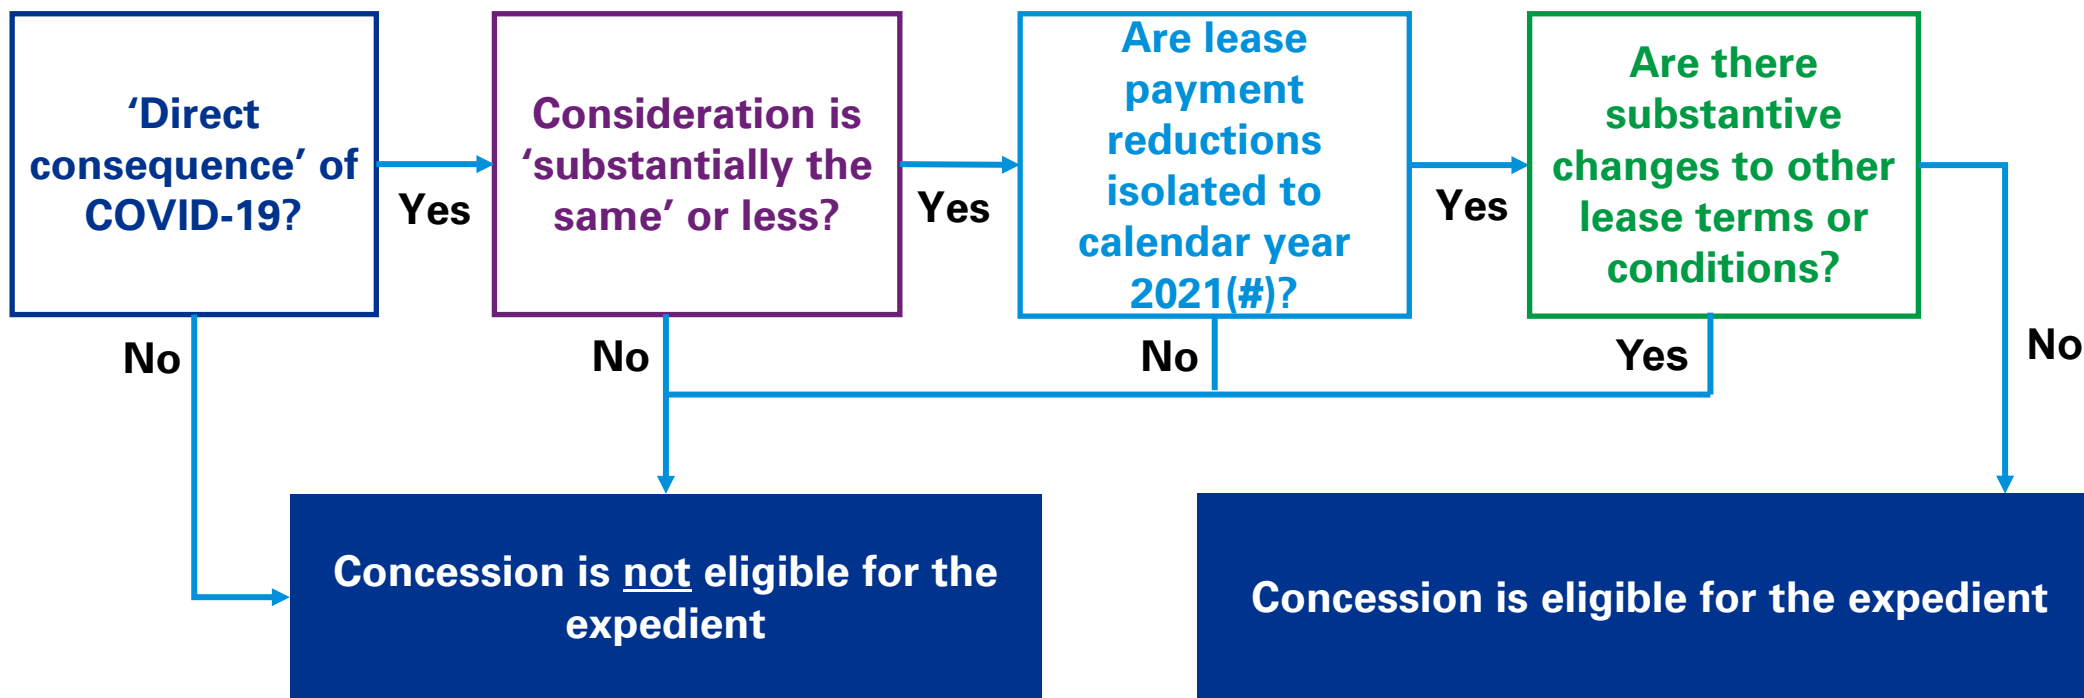 ‘Direct
consequence’ of
COVID-19?
Yes
Consideration is
‘substantially the
same’ or less?
Yes
Are lease
payment
reductions
isolated to
calendar year
2021(#)?
Yes
Are there
substantive
changes to other
lease terms or
conditions?
No
No
No
Yes
No
Concession is not eligible for the
expedient
Concession is eligible for the expedient